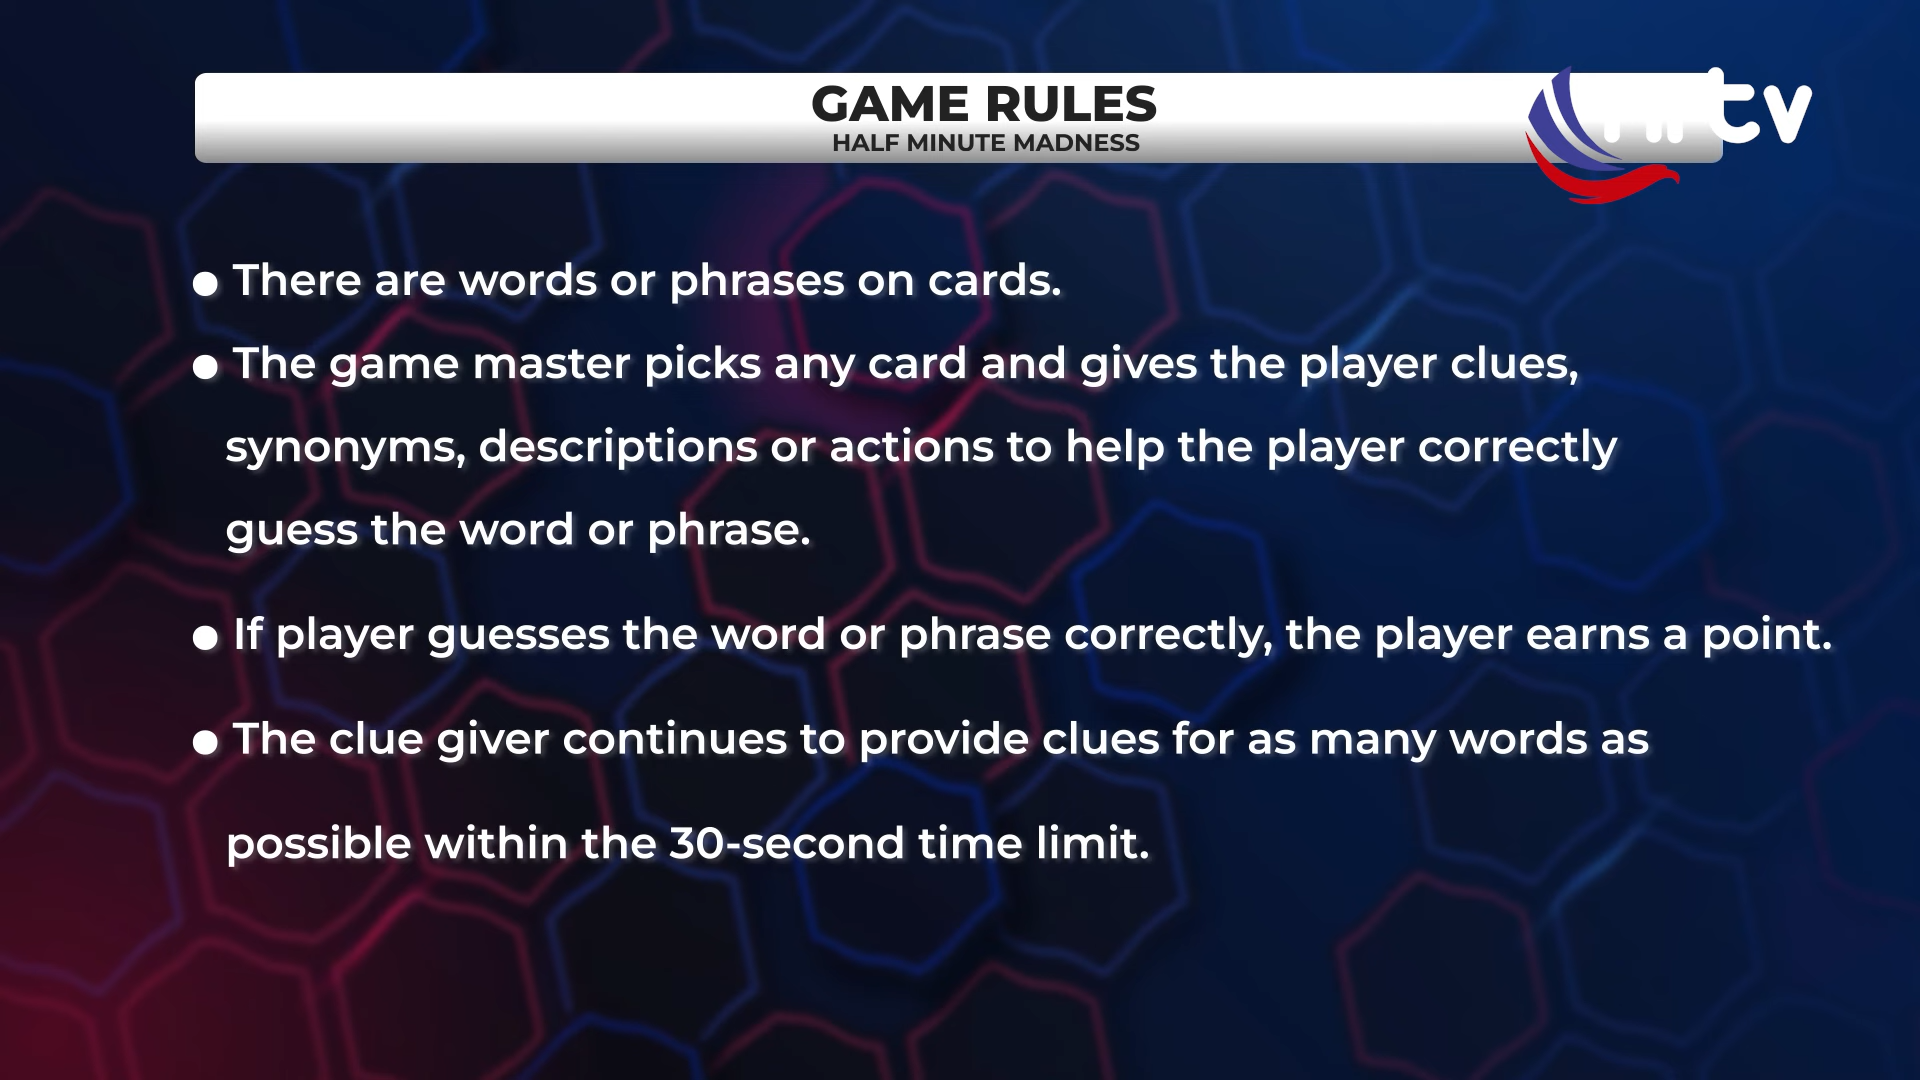 GAME RULES
HALF MINUTE MADNESS
tv
● There are words or phrases on cards.
● The game master picks any card and gives the player clues,
synonyms, descriptions or actions to help the player correctly
guess the word or phrase.
● If player guesses the word or phrase correctly, the player earns a point.
● The clue giver continues to provide clues for as many words as
possible within the 30-second time limit.